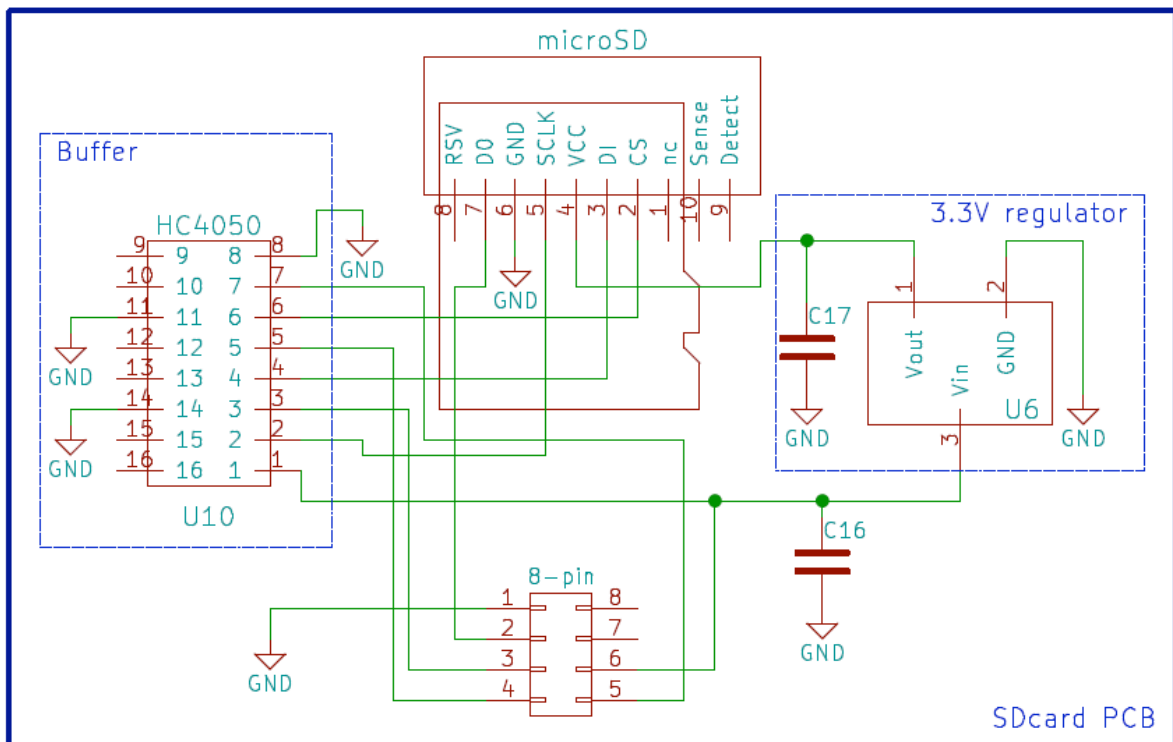 microSD
RSV
DO
GND
SCLK
VCC
DI
CS
nc
Sense
Detect
8
7
6
5
4
3
2
1
10
9
GND
Buffer
HC4050
9 9 8 8
10 10 7 7
11 11 6 6
12 12 5 5
13 13 4 4
14 14 3 3
15 15 2 2
16 16 1 1
U10
GND
GND
GND
3.3V regulator
C17
GND
1
2
Vout
GND
Vin
3
U6
GND
C16
GND
8-pin
1 8
2 7
3 6
4 5
GND
SDcard PCB